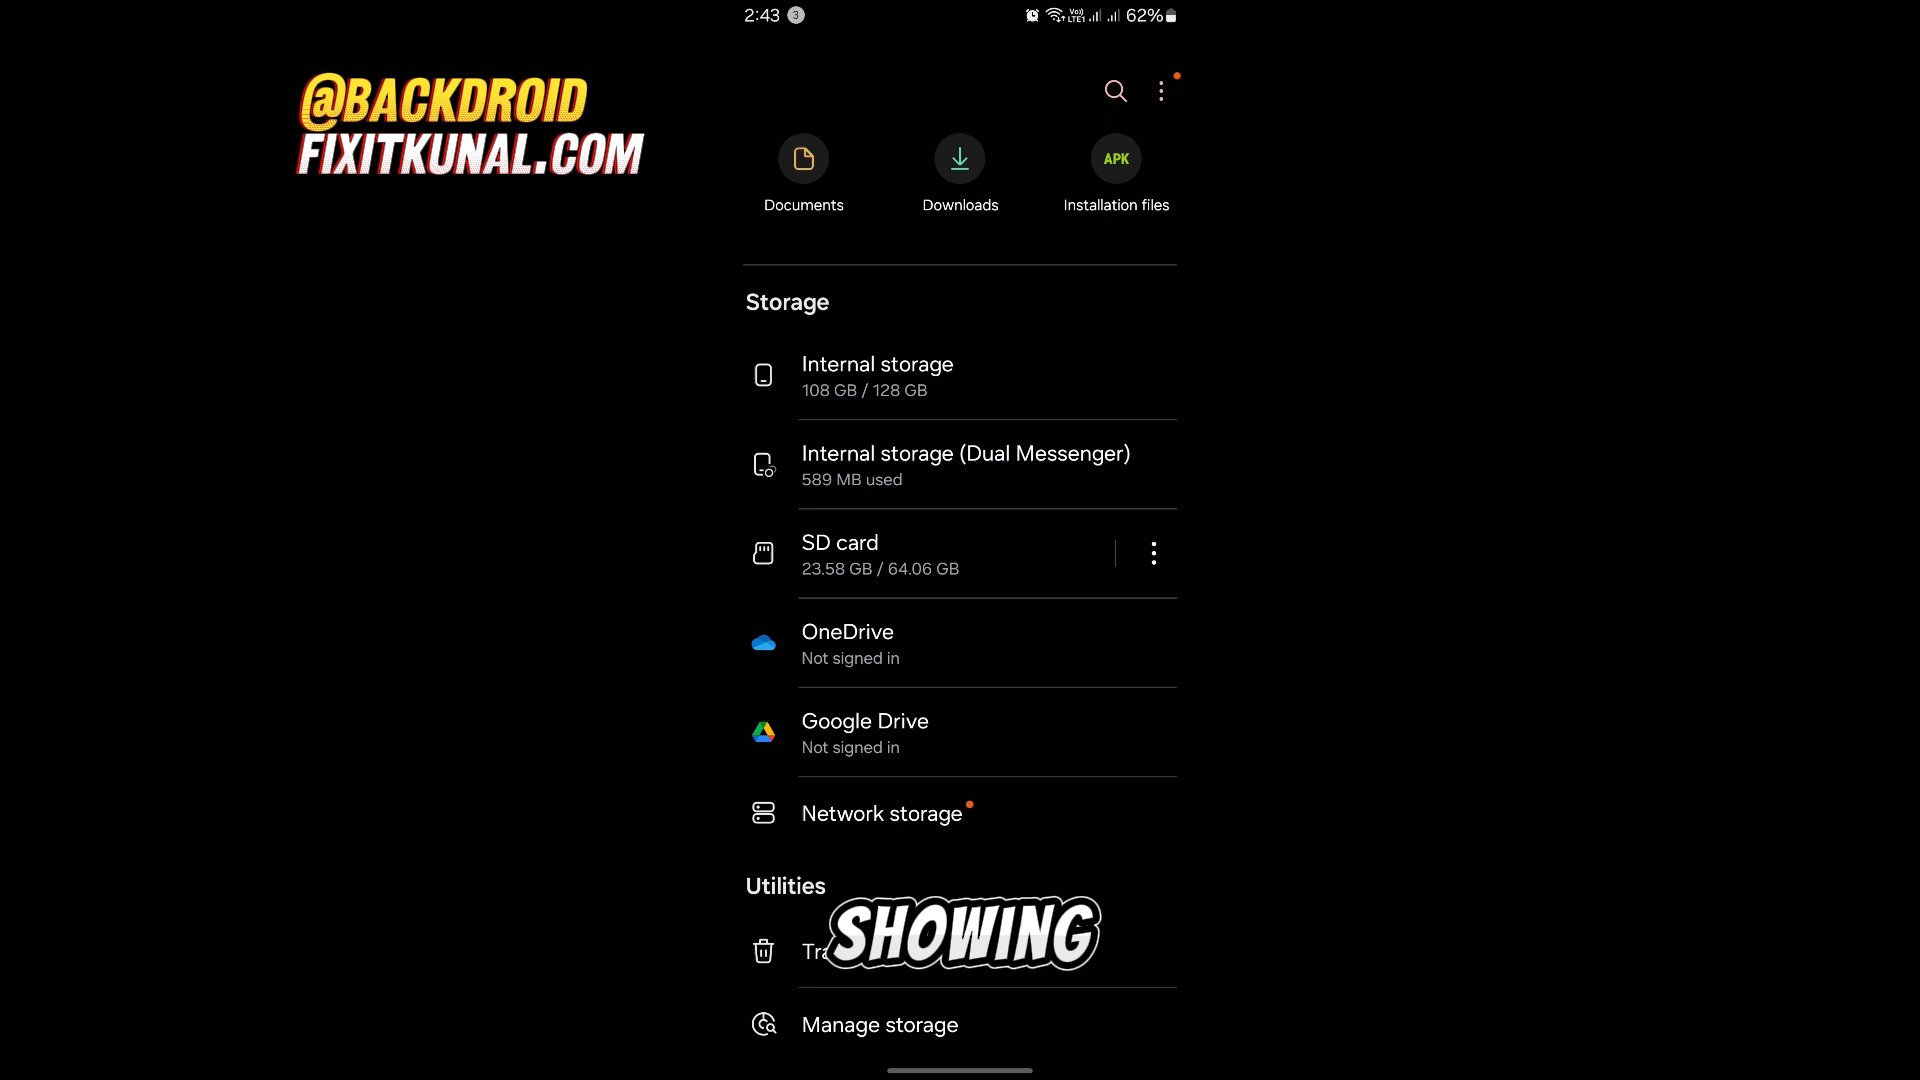 2:43 3 Vo) LTE1 62%
@BACKDROID
FIXITKUNAL.COM
APK
Documents Downloads Installation files
Storage
Internal storage
108 GB / 128 GB
Internal storage (Dual Messenger)
589 MB used
SD card
23.58 GB / 64.06 GB
OneDrive
Not signed in
Google Drive
Not signed in
Network storage
Utilities
SHOWING
Manage storage